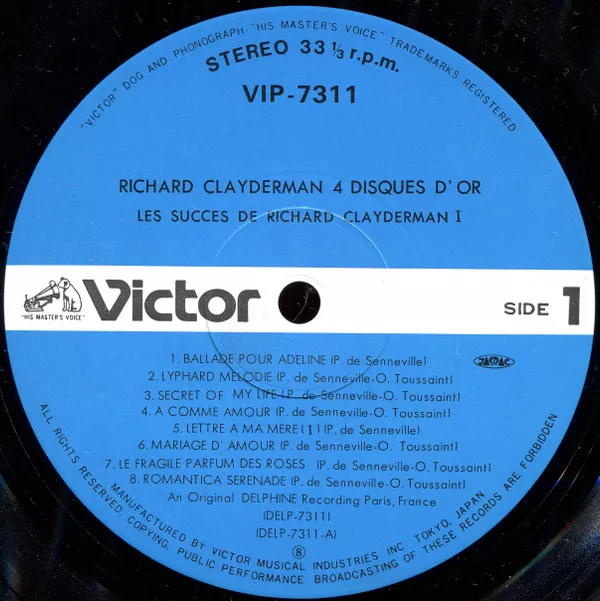 "VICTOR" DOG AND PHONOGRAPH-"HIS MASTER'S VOICE" TRADEMARKS REGISTERED
STEREO 33 1/3 r.p.m.
VIP-7311
RICHARD CLAYDERMAN 4 DISQUES D'OR
LES SUCCES DE RICHARD CLAYDERMAN I
"HIS MASTER'S VOICE"
Victor
SIDE 1
1. BALLADE POUR ADELINE (P. de Senneville)
JASRAC
2. LYPHARD MELODIE (P. de Senneville-O. Toussaint)
3. SECRET OF MY LIFE (P. de Senneville-O. Toussaint)
4. A COMME AMOUR (P. de Senneville-O. Toussaint)
5. LETTRE A MA MERE (I) (P. de Senneville)
6. MARIAGE D' AMOUR (P. de Senneville)
7. LE FRAGILE PARFUM DES ROSES (P. de Senneville-O. Toussaint)
8. ROMANTICA SERENADE (P. de Senneville-O. Toussaint)
An Original DELPHINE Recording Paris, France
(DELP-7311)
(DELP-7311-A)
8
MANUFACTURED BY VICTOR MUSICAL INDUSTRIES INC TOKYO, JAPAN
ALL RIGHTS RESERVED. COPYING, PUBLIC PERFORMANCE BROADCASTING OF THESE RECORDS ARE FORBIDDEN